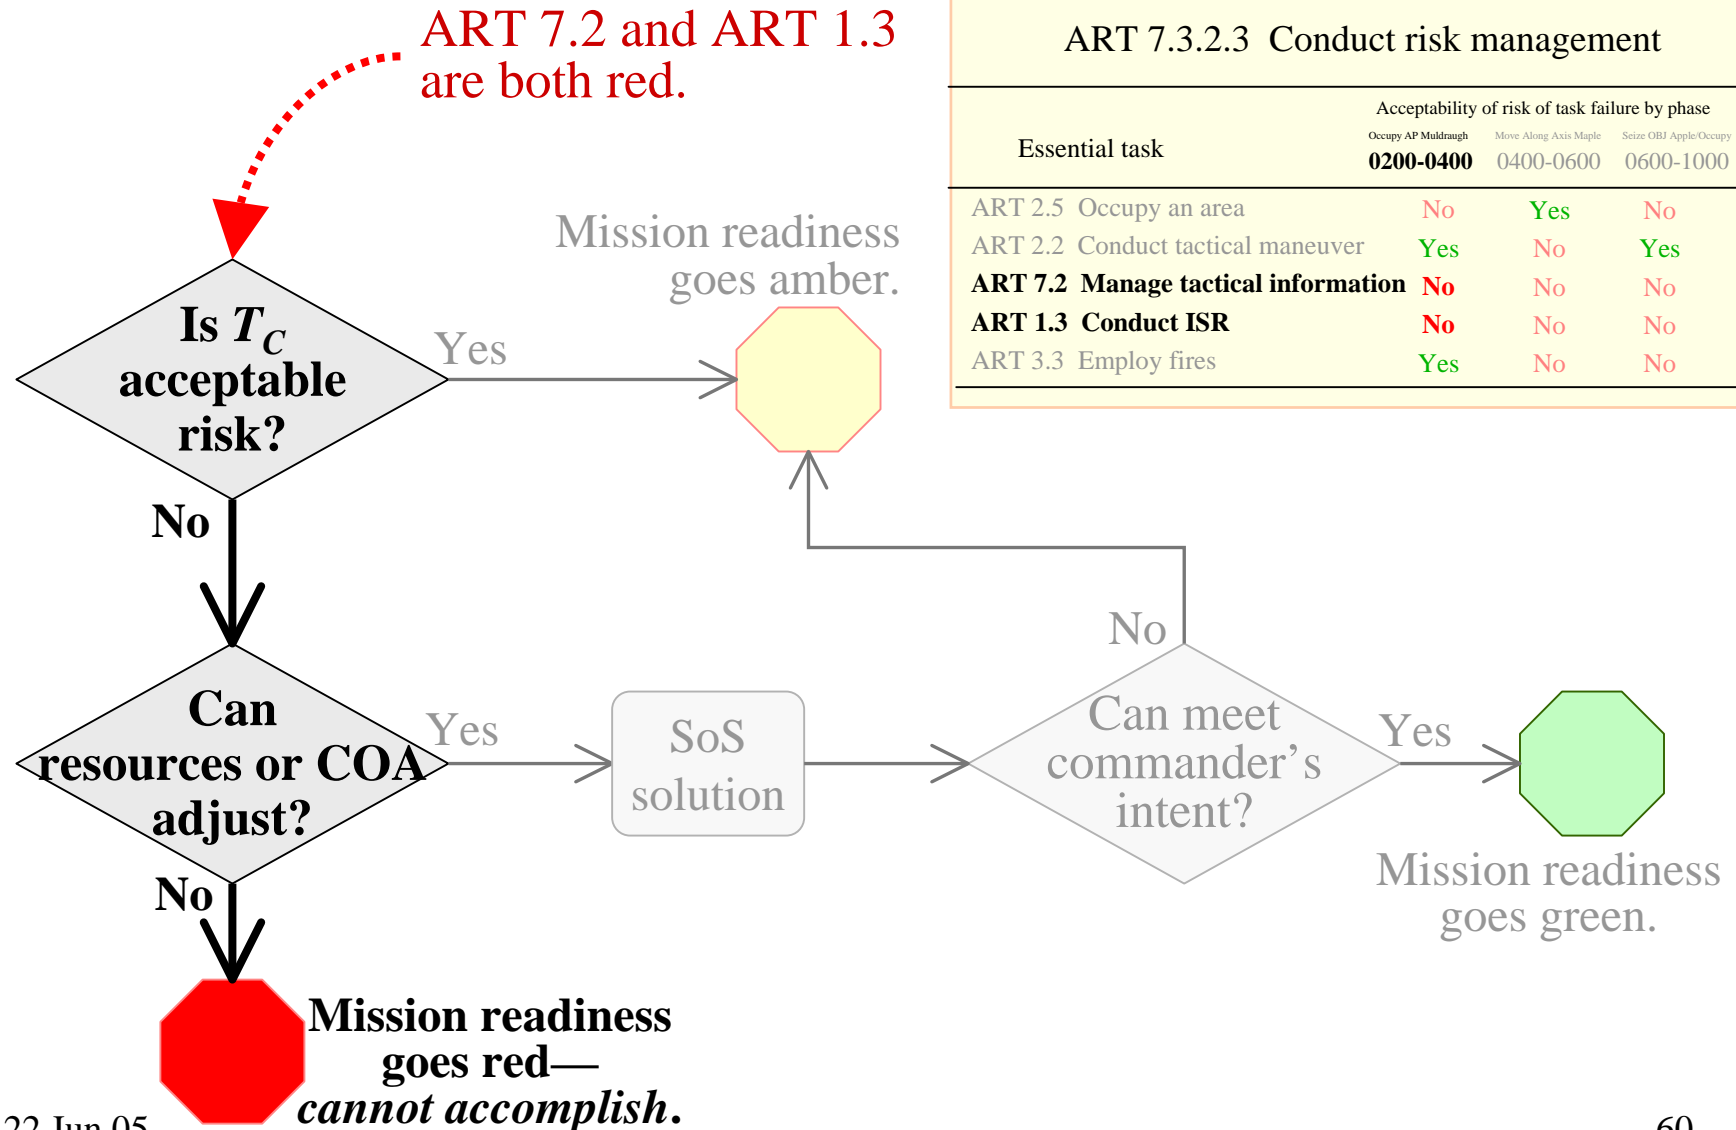 ART 7.2 and ART 1.3
are both red.
ART 7.3.2.3 Conduct risk management
Acceptability of risk of task failure by phase
Essential task
Occupy AP Muldraugh Move Along Axis Maple Seize OBJ Apple/Occupy
0200-0400 0400-0600 0600-1000
ART 2.5 Occupy an area No Yes No
ART 2.2 Conduct tactical maneuver Yes No Yes
ART 7.2 Manage tactical information No No No
ART 1.3 Conduct ISR No No No
ART 3.3 Employ fires Yes No No
Mission readiness
goes amber.
Is TC
acceptable
risk?
Yes
No
Can
resources or COA
adjust?
Yes
SoS
solution
No
Can meet
commander's
intent?
Yes
Mission readiness
goes green.
No
Mission readiness
goes red—
cannot accomplish.
22 Jun 05
60